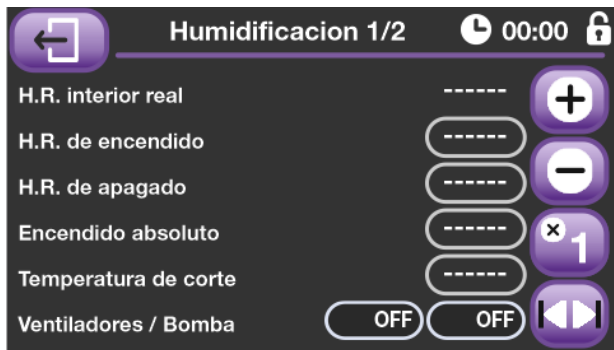 Humidificacion 1/2 00:00
H.R. interior real ------
H.R. de encendido ------
H.R. de apagado ------
Encendido absoluto ------
Temperatura de corte ------
Ventiladores / Bomba OFF OFF
×1